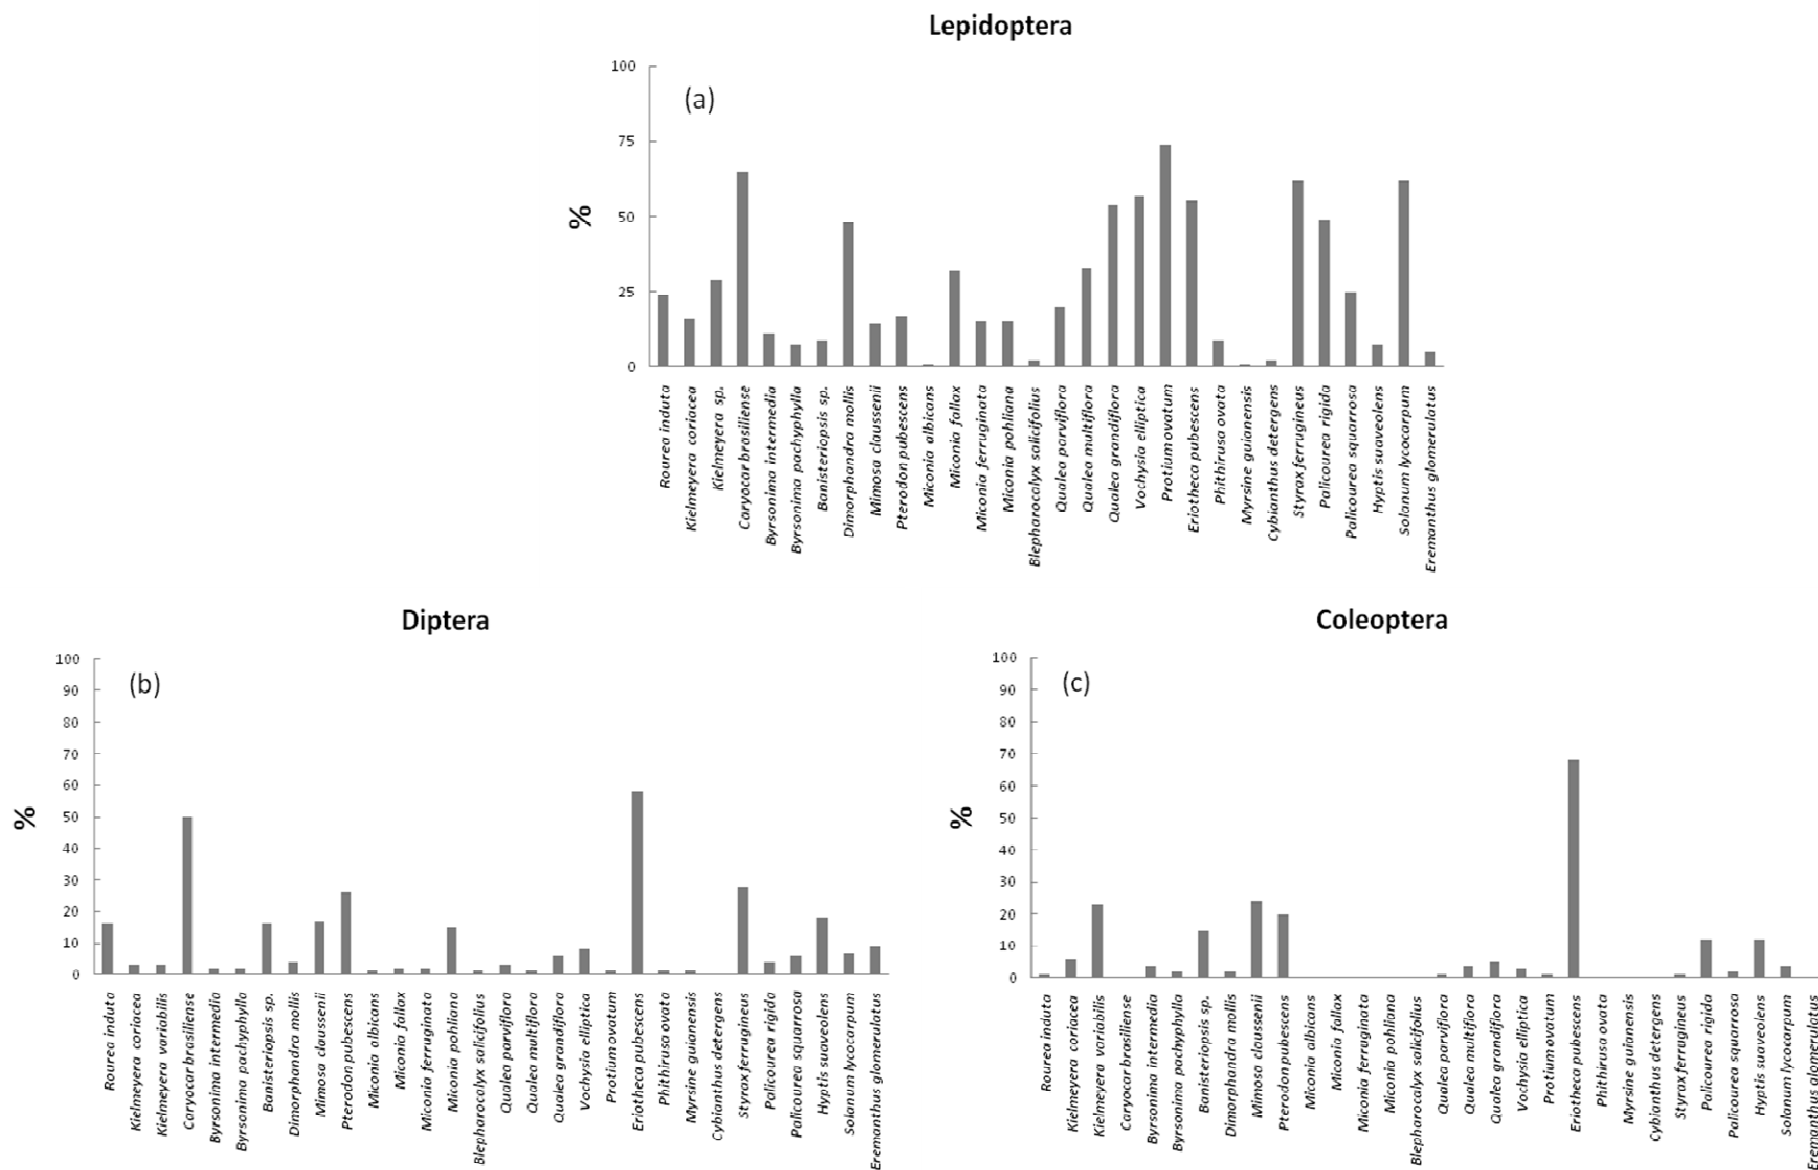 Lepidoptera
(a)
%
100
75
50
25
0
Rourea induta
Kielmeyera coriacea
Kielmeyera sp.
Caryocar brasiliense
Byrsonima intermedia
Byrsonima pachyphylla
Banisteriopsis sp.
Dimorphandra mollis
Mimosa claussenii
Pterodon pubescens
Miconia albicans
Miconia fallax
Miconia ferruginata
Miconia pohliana
Blepharocalyx salicifolius
Qualea parviflora
Qualea multiflora
Qualea grandiflora
Vochysia elliptica
Protium ovatum
Eriotheca pubescens
Phithirusa ovata
Myrsine guianensis
Cybianthus detergens
Styrax ferrugineus
Palicourea rigida
Palicourea squarrosa
Hyptis suaveolens
Solanum lycocarpum
Eremanthus glomerulatus
Diptera
(b)
%
100
90
80
70
60
50
40
30
20
10
0
Rourea induta
Kielmeyera coriacea
Kielmeyera variabilis
Caryocar brasiliense
Byrsonima intermedia
Byrsonima pachyphylla
Banisteriopsis sp.
Dimorphandra mollis
Mimosa claussenii
Pterodon pubescens
Miconia albicans
Miconia fallax
Miconia ferruginata
Miconia pohliana
Blepharocalyx salicifolius
Qualea parviflora
Qualea multiflora
Qualea grandiflora
Vochysia elliptica
Protium ovatum
Eriotheca pubescens
Phithirusa ovata
Myrsine guianensis
Cybianthus detergens
Styrax ferrugineus
Palicourea rigida
Palicourea squarrosa
Hyptis suaveolens
Solanum lycocarpum
Eremanthus glomerulatus
Coleoptera
(c)
%
100
90
80
70
60
50
40
30
20
10
0
Rourea induta
Kielmeyera coriacea
Kielmeyera variabilis
Caryocar brasiliense
Byrsonima intermedia
Byrsonima pachyphylla
Banisteriopsis sp.
Dimorphandra mollis
Mimosa claussenii
Pterodon pubescens
Miconia albicans
Miconia fallax
Miconia ferruginata
Miconia pohliana
Blepharocalyx salicifolius
Qualea parviflora
Qualea multiflora
Qualea grandiflora
Vochysia elliptica
Protium ovatum
Eriotheca pubescens
Phithirusa ovata
Myrsine guianensis
Cybianthus detergens
Styrax ferrugineus
Palicourea rigida
Palicourea squarrosa
Hyptis suaveolens
Solanum lycocarpum
Eremanthus glomerulatus